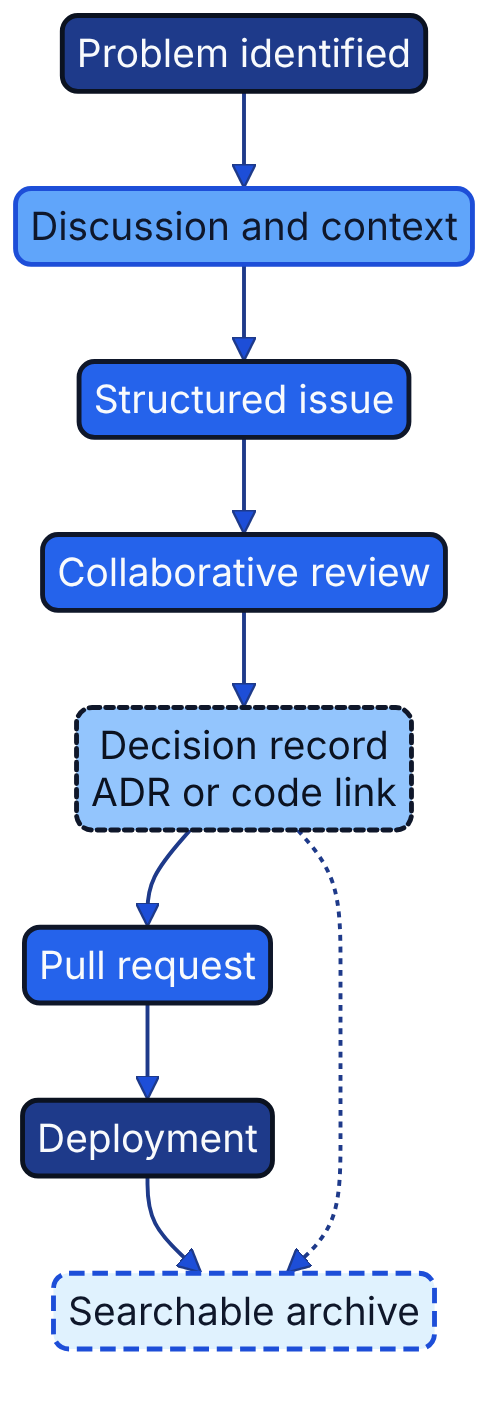 Problem identified
Discussion and context
Structured issue
Collaborative review
Decision record
ADR or code link
Pull request
Deployment
Searchable archive